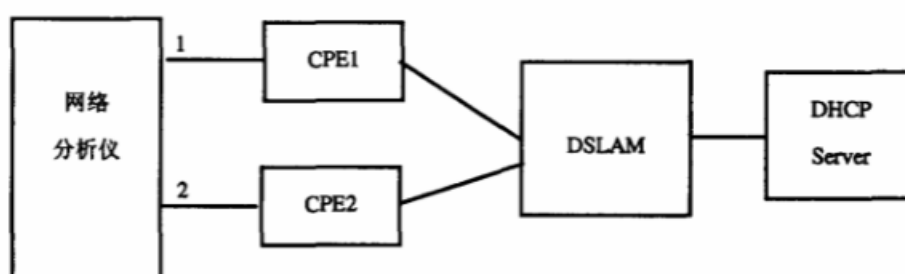 1
CPE1
网络
分析仪
DSLAM
DHCP
Server
2
CPE2